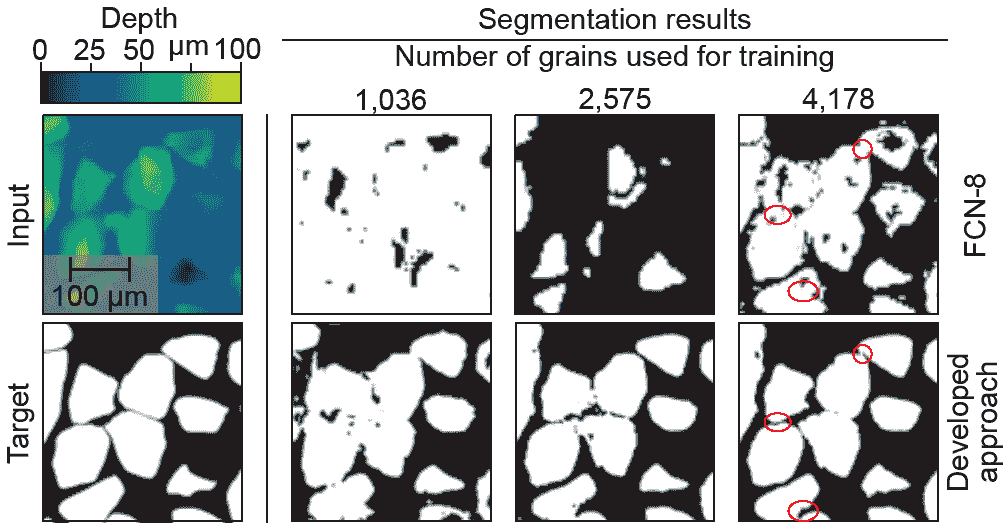 Depth
0 25 50 µm 100
Segmentation results
Number of grains used for training
1,036 2,575 4,178
Input
100 µm
FCN-8
Target
Developed
approach